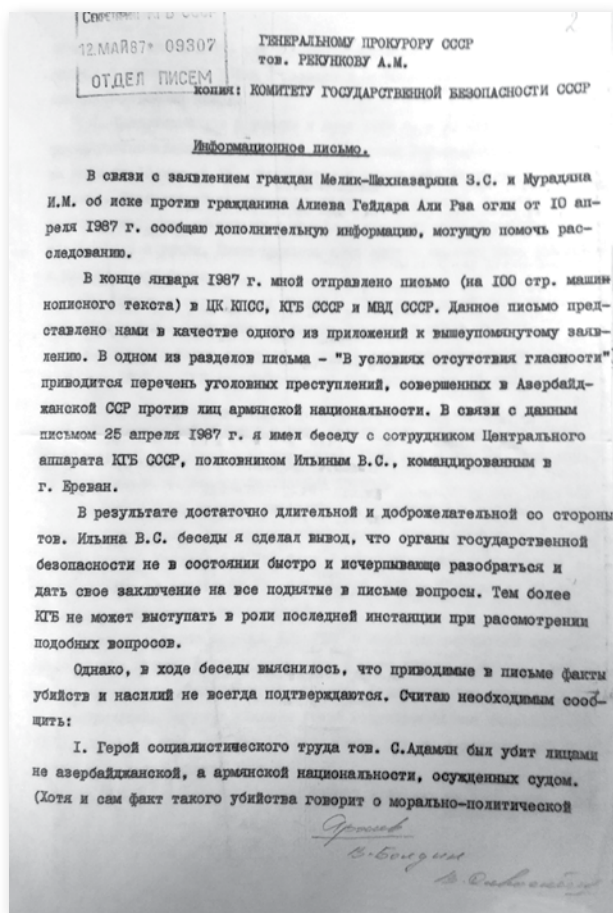 СЕКРЕТАРИАТ КГБ СССР
2
12.МАЙ87* 09307
ОТДЕЛ ПИСЕМ
ГЕНЕРАЛЬНОМУ ПРОКУРОРУ СССР
тов. РЕКУНКОВУ А.М.
копия: КОМИТЕТУ ГОСУДАРСТВЕННОЙ БЕЗОПАСНОСТИ СССР
Информационное письмо.
В связи с заявлением граждан Мелик-Шахназаряна З.С. и Мурадяна
И.М. об иске против гражданина Алиева Гейдара Али Рза оглы от 10 ап-
реля 1987 г. сообщаю дополнительную информацию, могущую помочь рас-
следованию.
В конце января 1987 г. мной отправлено письмо (на 100 стр. машин
нописного текста) в ЦК КПСС, КГБ СССР и МВД СССР. Данное письмо пред-
ставлено нами в качестве одного из приложений к вышеупомянутому заяв-
лению. В одном из разделов письма - "В условиях отсутствия гласности"
приводится перечень уголовных преступлений, совершенных в Азербайд-
жанской ССР против лиц армянской национальности. В связи с данным
письмом 25 апреля 1987 г. я имел беседу с сотрудником Центрального
аппарата КГБ СССР, полковником Ильиным В.С., командированным в
г. Ереван.
В результате достаточно длительной и доброжелательной со стороны
тов. Ильина В.С. беседы я сделал вывод, что органы государственной
безопасности не в состоянии быстро и исчерпывающе разобраться и
дать свое заключение на все поднятые в письме вопросы. Тем более
КГБ не может выступать в роли последней инстанции при рассмотрении
подобных вопросов.
Однако, в ходе беседы выяснилось, что приводимые в письме факты
убийств и насилий не всегда подтверждаются. Считаю необходимым сооб-
щить:
I. Герой социалистического труда тов. С.Адамян был убит лицами
не азербайджанской, а армянской национальности, осужденных судом.
(Хотя и сам факт такого убийства говорит о морально-политической
Архив
В. Болдин